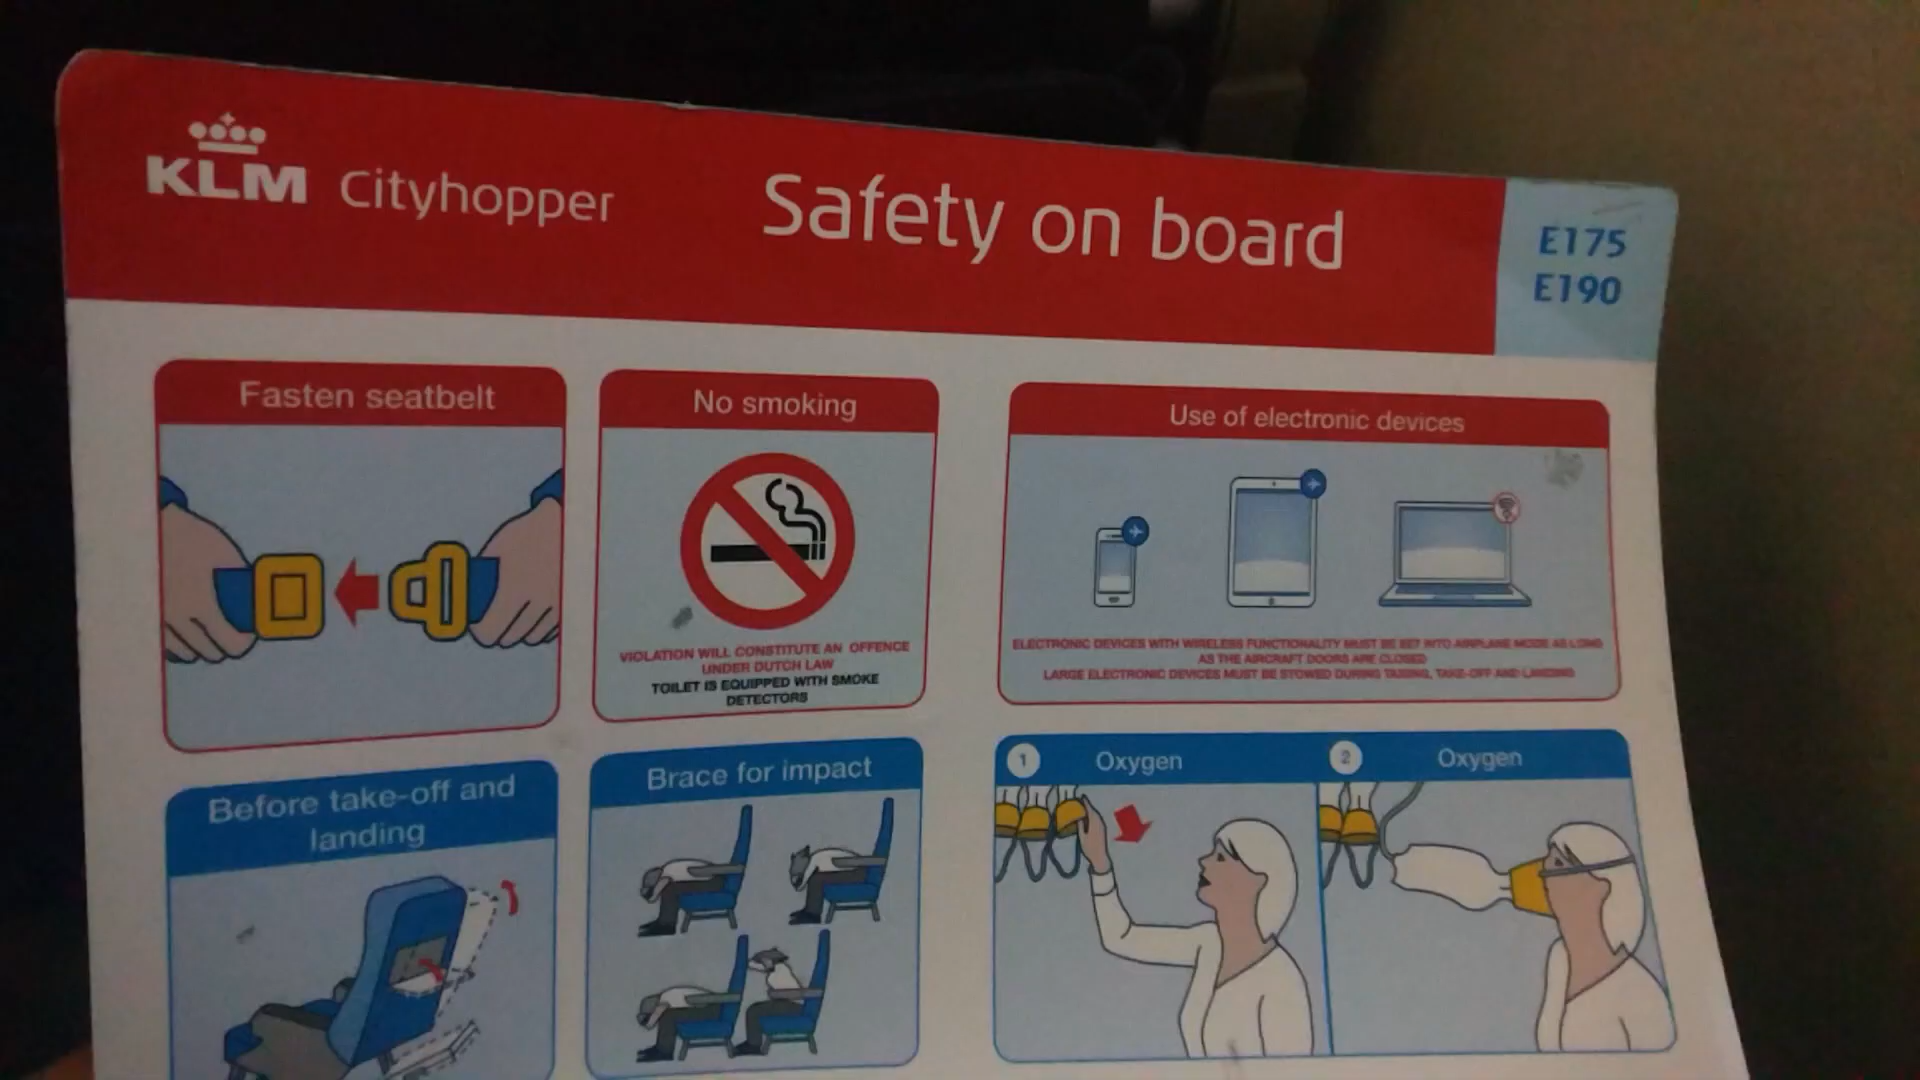 KLM Cityhopper
Safety on board
E175
E190
Fasten seatbelt
No smoking
VIOLATION WILL CONSTITUTE AN OFFENCE
UNDER DUTCH LAW
TOILET IS EQUIPPED WITH SMOKE
DETECTORS
Use of electronic devices
ELECTRONIC DEVICES WITH WIRELESS FUNCTIONALITY MUST BE SET INTO AIRPLANE MODE AS LONG
AS THE AIRCRAFT DOORS ARE CLOSED
LARGE ELECTRONIC DEVICES MUST BE STOWED DURING TAXIING, TAKE-OFF AND LANDING
Before take-off and
landing
Brace for impact
1 Oxygen
2 Oxygen